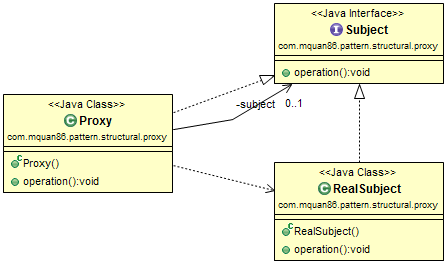 <<Java Interface>>
I Subject
com.mquan86.pattern.structural.proxy
operation():void
<<Java Class>>
C Proxy
com.mquan86.pattern.structural.proxy
C Proxy()
operation():void
-subject 0..1
<<Java Class>>
C RealSubject
com.mquan86.pattern.structural.proxy
C RealSubject()
operation():void